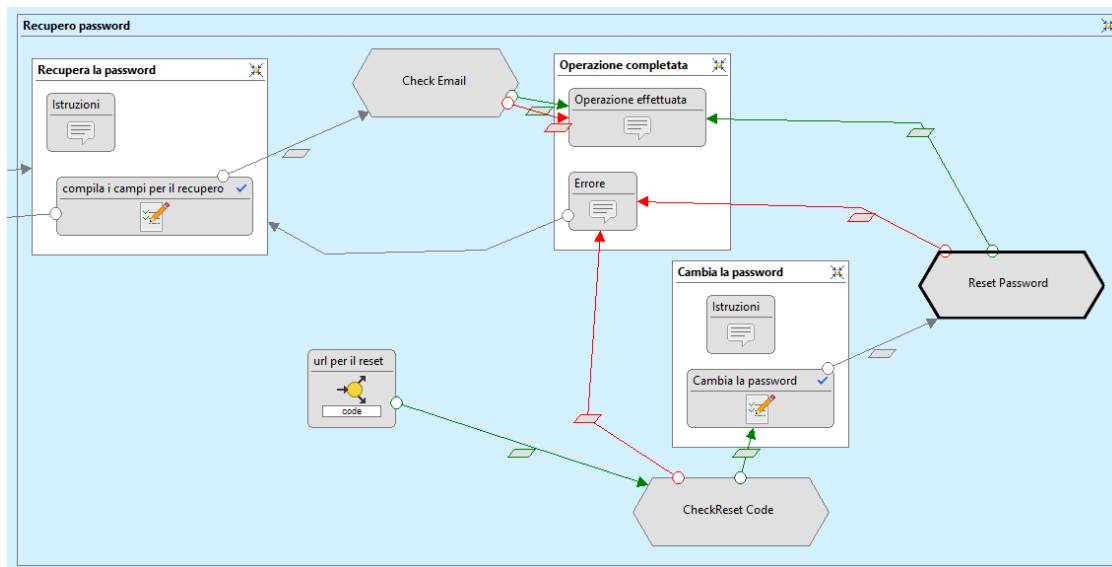 Recupero password
Recupera la password
Istruzioni
compila i campi per il recupero
Check Email
Operazione completata
Operazione effettuata
Errore
Cambia la password
Istruzioni
Cambia la password
Reset Password
url per il reset
code
CheckReset Code